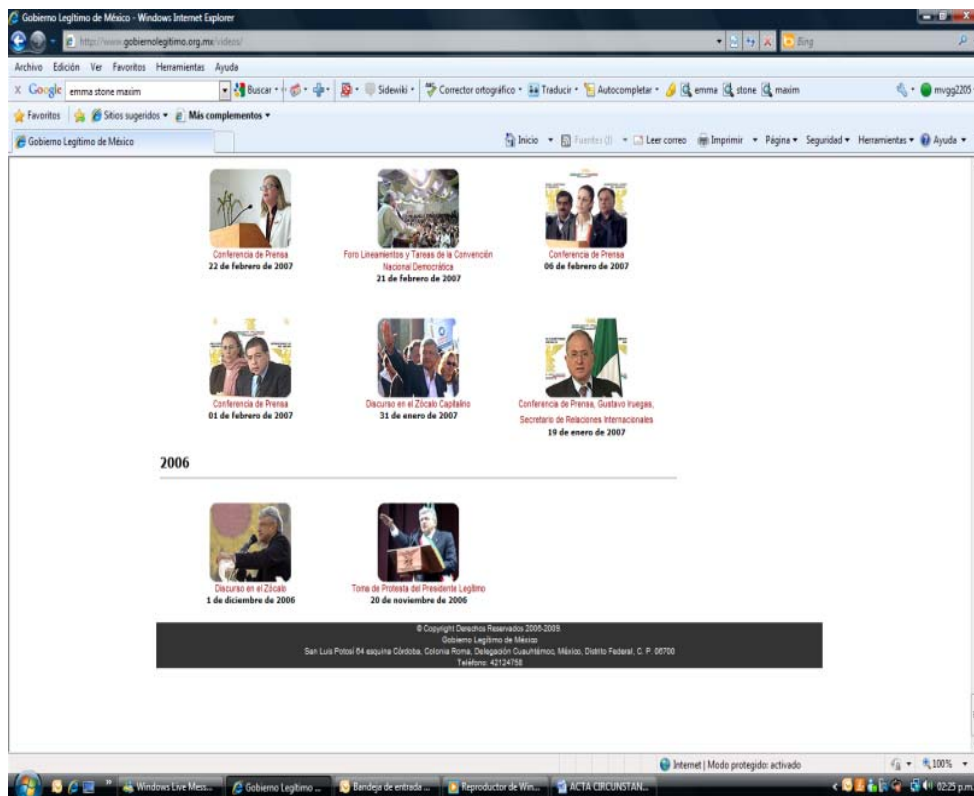 Gobierno Legítimo de México - Windows Internet Explorer
http://www.gobiernolegitimo.org.mx/videos/
Bing
Archivo Edición Ver Favoritos Herramientas Ayuda
X Google emma stone maxim Buscar Sidewiki Corrector ortográfico Traducir Autocompletar emma stone maxim mvgg2205
Favoritos Sitios sugeridos Más complementos
Gobierno Legítimo de México Inicio Fuentes Leer correo Imprimir Página Seguridad Herramientas Ayuda
Conferencia de Prensa
22 de febrero de 2007
Foro Lineamientos y Tareas de la Convención
Nacional Democrática
21 de febrero de 2007
Conferencia de Prensa
06 de febrero de 2007
Conferencia de Prensa
01 de febrero de 2007
Discurso en el Zócalo Capitalino
31 de enero de 2007
Conferencia de Prensa, Gustavo Iruegas,
Secretario de Relaciones Internacionales
19 de enero de 2007
2006
Discurso en el Zócalo
1 de diciembre de 2006
Toma de Protesta del Presidente Legítimo
20 de noviembre de 2006
© Copyright Derechos Reservados 2006-2009.
Gobierno Legítimo de México
San Luis Potosí 64 esquina Córdoba, Colonia Roma, Delegación Cuauhtémoc, México, Distrito Federal, C. P. 06700
Teléfono: 42124758
Internet | Modo protegido: activado 100%
Windows Live Mess... Gobierno Legítimo ... Bandeja de entrada ... Reproductor de Win... ACTA CIRCUNSTAN... 02:25 p.m.